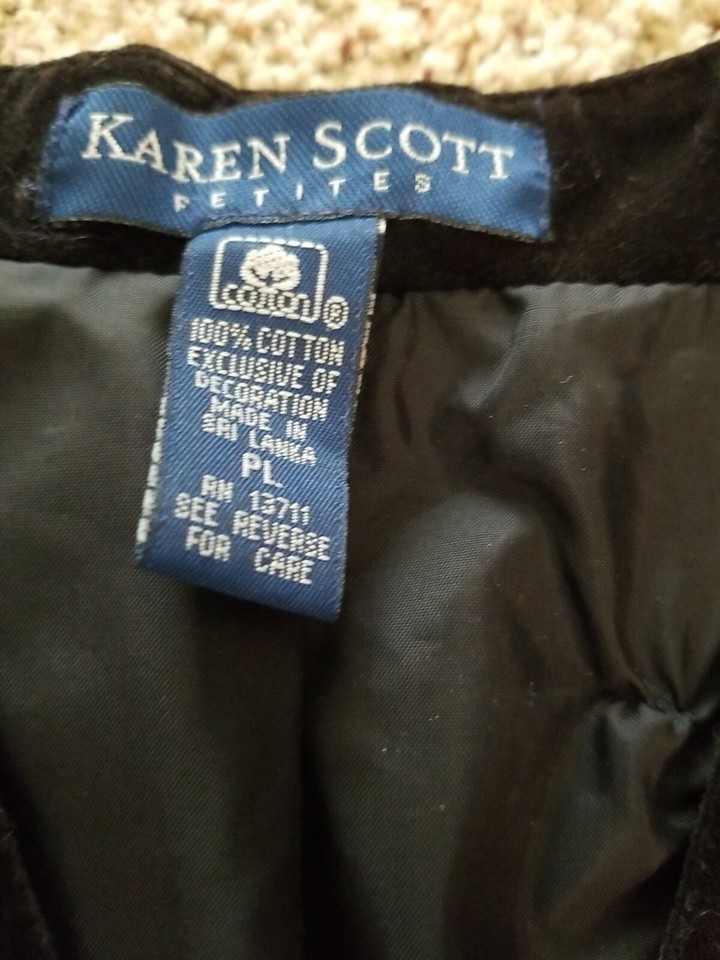 KAREN SCOTT
PETITES
COTTON
®
100% COTTON
EXCLUSIVE OF
DECORATION
MADE IN
SRI LANKA
PL
RN 13711
SEE REVERSE
FOR CARE